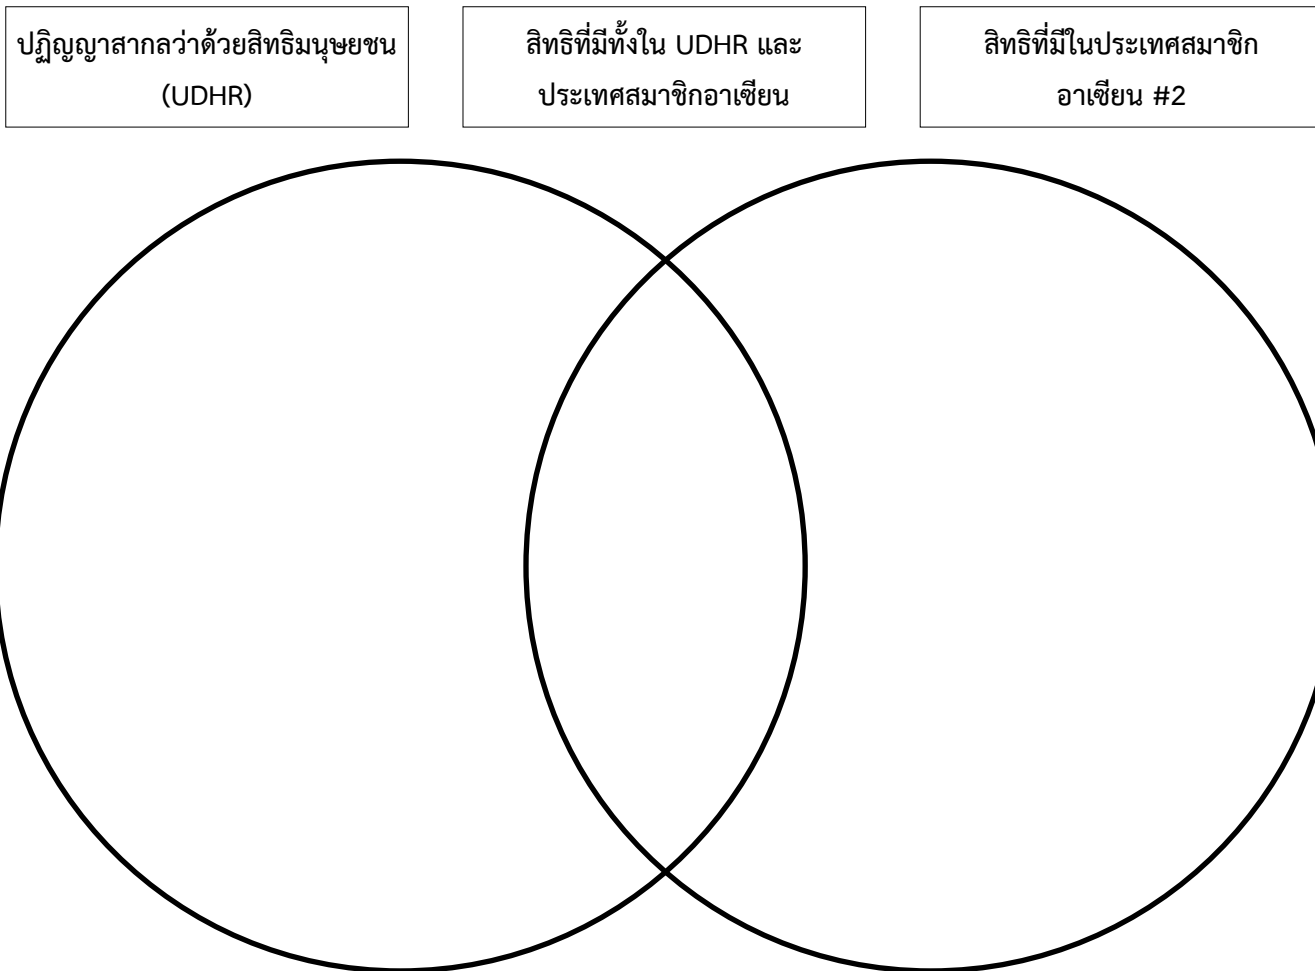 ปฏิญญาสากลว่าด้วยสิทธิมนุษยชน
(UDHR)
สิทธิที่มีทั้งใน UDHR และ
ประเทศสมาชิกอาเซียน
สิทธิที่มีในประเทศสมาชิก
อาเซียน #2